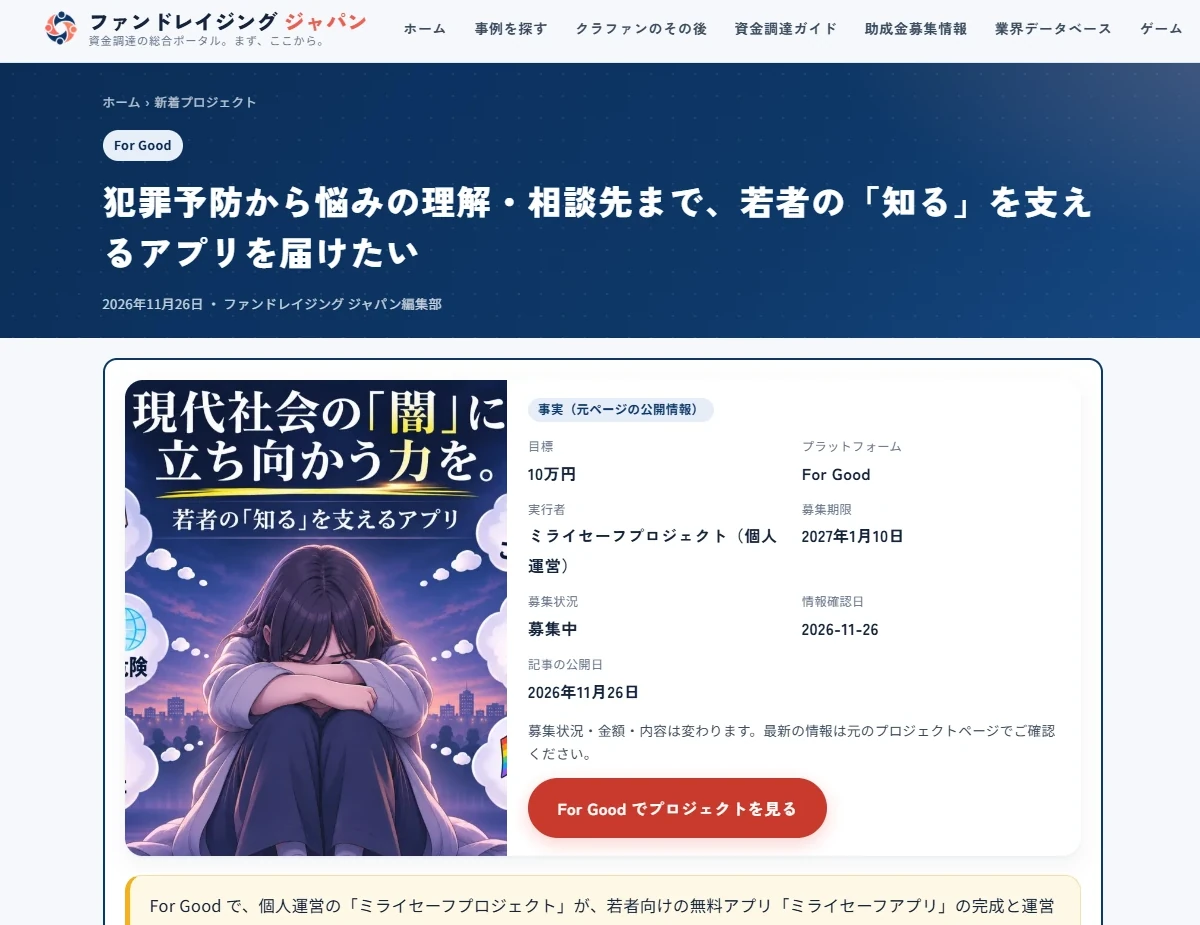 ファンドレイジング ジャパン
資金調達の総合ポータル。まず、ここから。
ホーム
事例を探す
クラファンのその後
資金調達ガイド
助成金募集情報
業界データベース
ゲーム
ホーム › 新着プロジェクト
For Good
犯罪予防から悩みの理解・相談先まで、若者の「知る」を支え
るアプリを届けたい
2026年11月26日 ・ ファンドレイジング ジャパン編集部
現代社会の「闇」に
立ち向かう力を。
若者の「知る」を支えるアプリ
事実（元ページの公開情報）
目標
10万円
プラットフォーム
For Good
実行者
ミライセーフプロジェクト（個人
運営）
募集期限
2027年1月10日
募集状況
募集中
情報確認日
2026-11-26
記事の公開日
2026年11月26日
募集状況・金額・内容は変わります。最新の情報は元のプロジェクトページでご確認
ください。
For Good でプロジェクトを見る
For Good で、個人運営の「ミライセーフプロジェクト」が、若者向けの無料アプリ「ミライセーフアプリ」の完成と運営